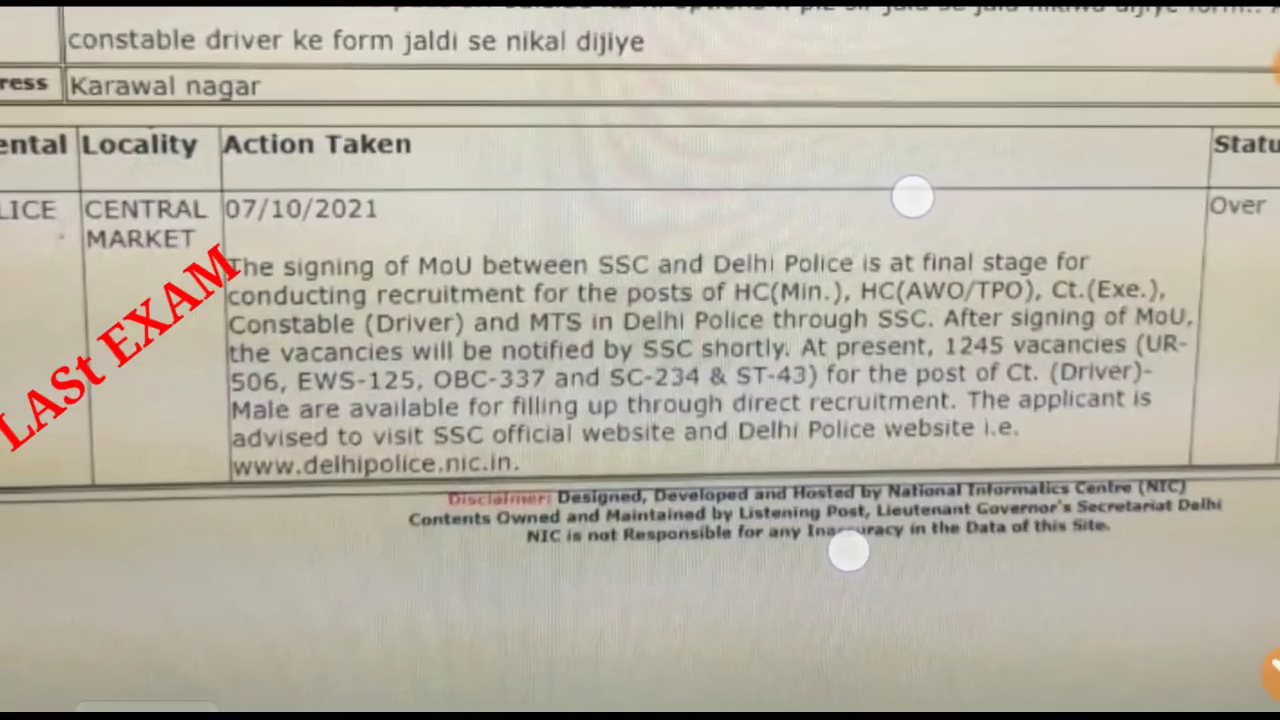 constable driver ke form jaldi se nikal dijiye
ress Karawal nagar
ental Locality Action Taken Statu
LICE CENTRAL MARKET 07/10/2021 Over
The signing of MoU between SSC and Delhi Police is at final stage for
conducting recruitment for the posts of HC(Min.), HC(AWO/TPO), Ct.(Exe.),
Constable (Driver) and MTS in Delhi Police through SSC. After signing of MoU,
the vacancies will be notified by SSC shortly. At present, 1245 vacancies (UR-
506, EWS-125, OBC-337 and SC-234 & ST-43) for the post of Ct. (Driver)-
Male are available for filling up through direct recruitment. The applicant is
advised to visit SSC official website and Delhi Police website i.e.
www.delhipolice.nic.in.
LASt EXAM
Disclaimer: Designed, Developed and Hosted by National Informatics Centre (NIC)
Contents Owned and Maintained by Listening Post, Lieutenant Governor's Secretariat Delhi
NIC is not Responsible for any Inaccuracy in the Data of this Site.